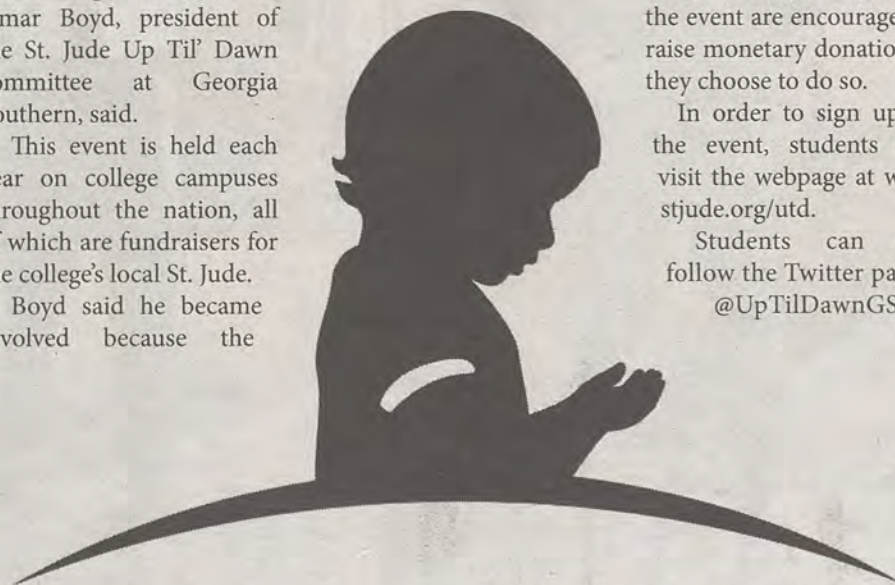 mar Boyd, president of
e St. Jude Up Til' Dawn
ommittee at Georgia
outhern, said.
This event is held each
ear on college campuses
roughout the nation, all
f which are fundraisers for
e college's local St. Jude.
Boyd said he became
volved because the
the event are encourage
raise monetary donation
they choose to do so.
In order to sign up
the event, students
visit the webpage at w
stjude.org/utd.
Students can
follow the Twitter pa
@UpTilDawnGS